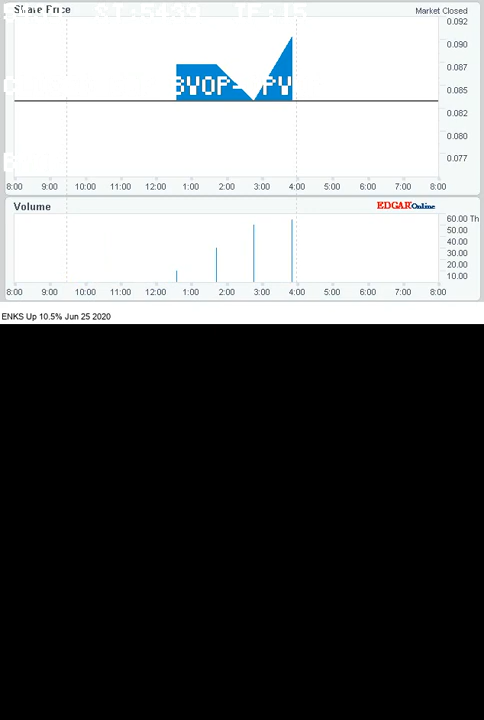 Share Price
Market Closed
0.092
0.090
0.087
0.085
0.082
0.080
0.077
8:00 9:00 10:00 11:00 12:00 1:00 2:00 3:00 4:00 5:00 6:00 7:00 8:00
Volume
EDGAR Online
60.00 Th
50.00
40.00
30.00
20.00
10.00
8:00 9:00 10:00 11:00 12:00 1:00 2:00 3:00 4:00 5:00 6:00 7:00 8:00
ENKS Up 10.5% Jun 25 2020